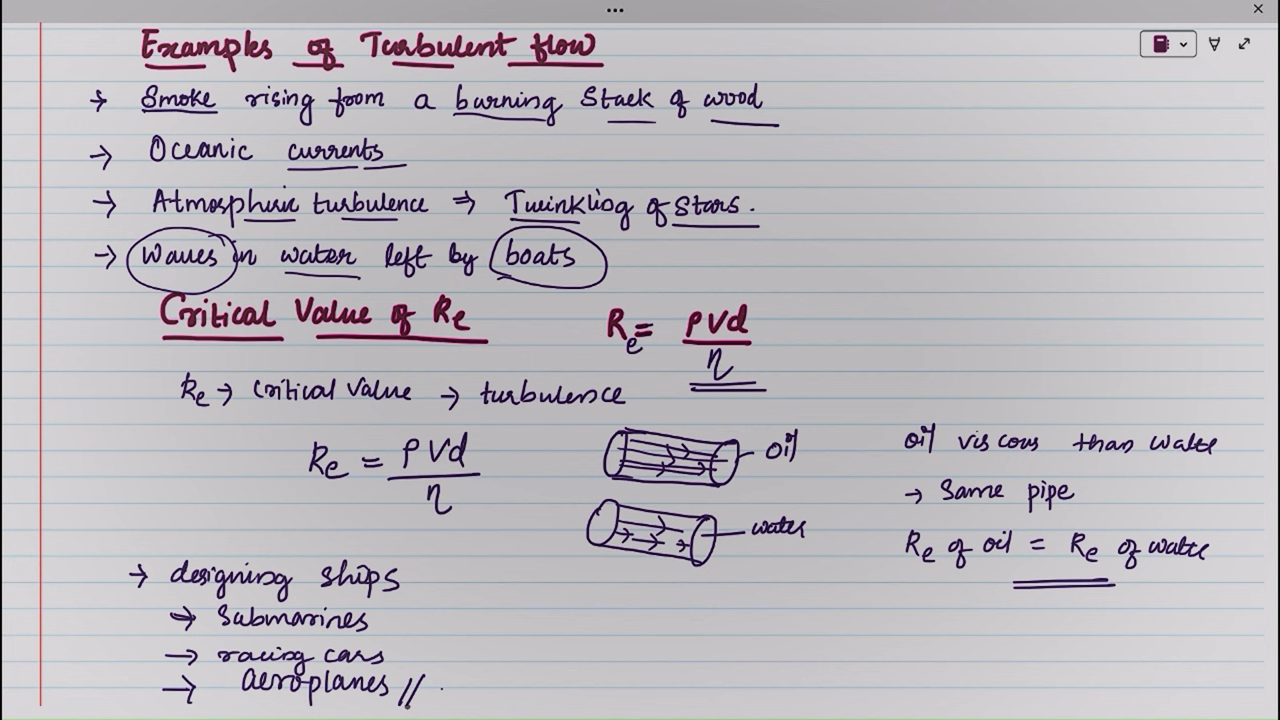 Examples of Turbulent flow
→ Smoke rising from a burning Stack of wood
→ Oceanic currents
→ Atmosphuric turbulence ⇒ Twinkling of stars.
→ Waves in water left by boats
Critical Value of Re
Re = ρVd/η
Re → Critical Value → turbulence
Re = ρVd/η
oil
water
oil viscous than water
→ Same pipe
Re of oil = Re of water
→ designing ships
→ Submarines
→ racing cars
→ aeroplanes //